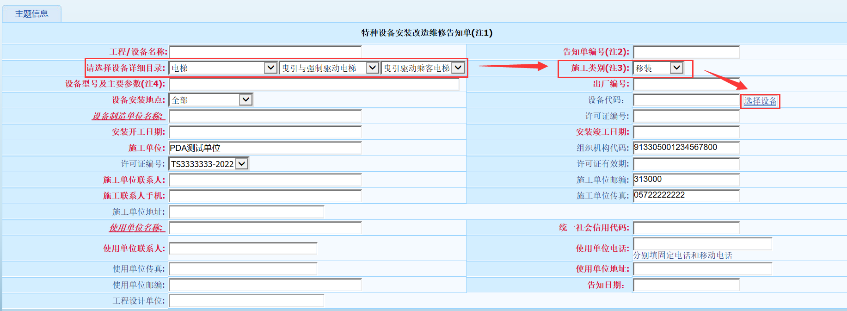 主题信息
特种设备安装改造维修告知单(注1)
工程/设备名称: 告知单编号(注2):
请选择设备详细目录: 电梯 曳引与强制驱动电梯 曳引驱动乘客电梯 施工类别(注3): 移装
设备型号及主要参数(注4): 出厂编号:
设备安装地点: 全部 设备代码: 选择设备
设备制造单位名称: 许可证编号:
安装开工日期: 安装竣工日期:
施工单位: PDA测试单位 组织机构代码: 913305001234567800
许可证编号: TS3333333-2022 许可证有效期:
施工单位联系人: 施工单位邮编: 313000
施工联系人手机: 施工单位传真: 05722222222
施工单位地址:
使用单位名称: 统一社会信用代码:
使用单位联系人: 使用单位电话:
分别填固定电话和移动电话
使用单位传真: 使用单位地址:
使用单位邮编: 告知日期:
工程设计单位: